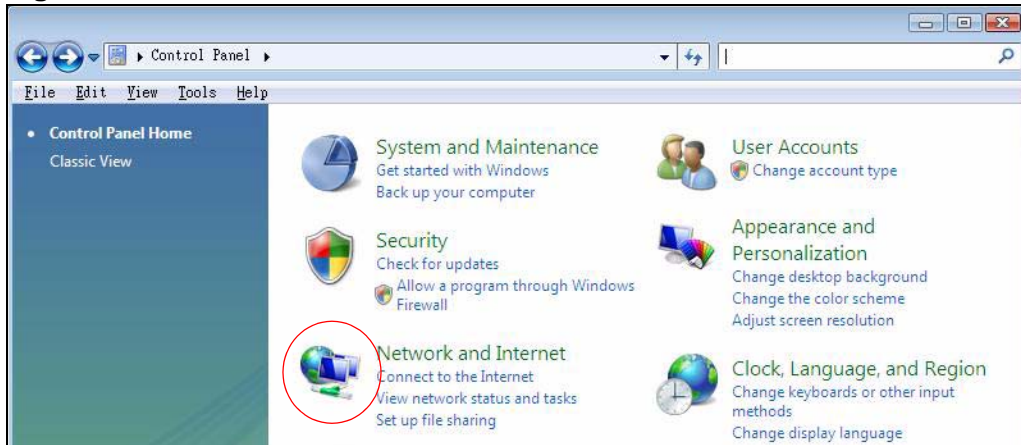 Control Panel
File Edit View Tools Help
Control Panel Home
Classic View
System and Maintenance
Get started with Windows
Back up your computer
Security
Check for updates
Allow a program through Windows
Firewall
Network and Internet
Connect to the Internet
View network status and tasks
Set up file sharing
User Accounts
Change account type
Appearance and
Personalization
Change desktop background
Change the color scheme
Adjust screen resolution
Clock, Language, and Region
Change keyboards or other input
methods
Change display language